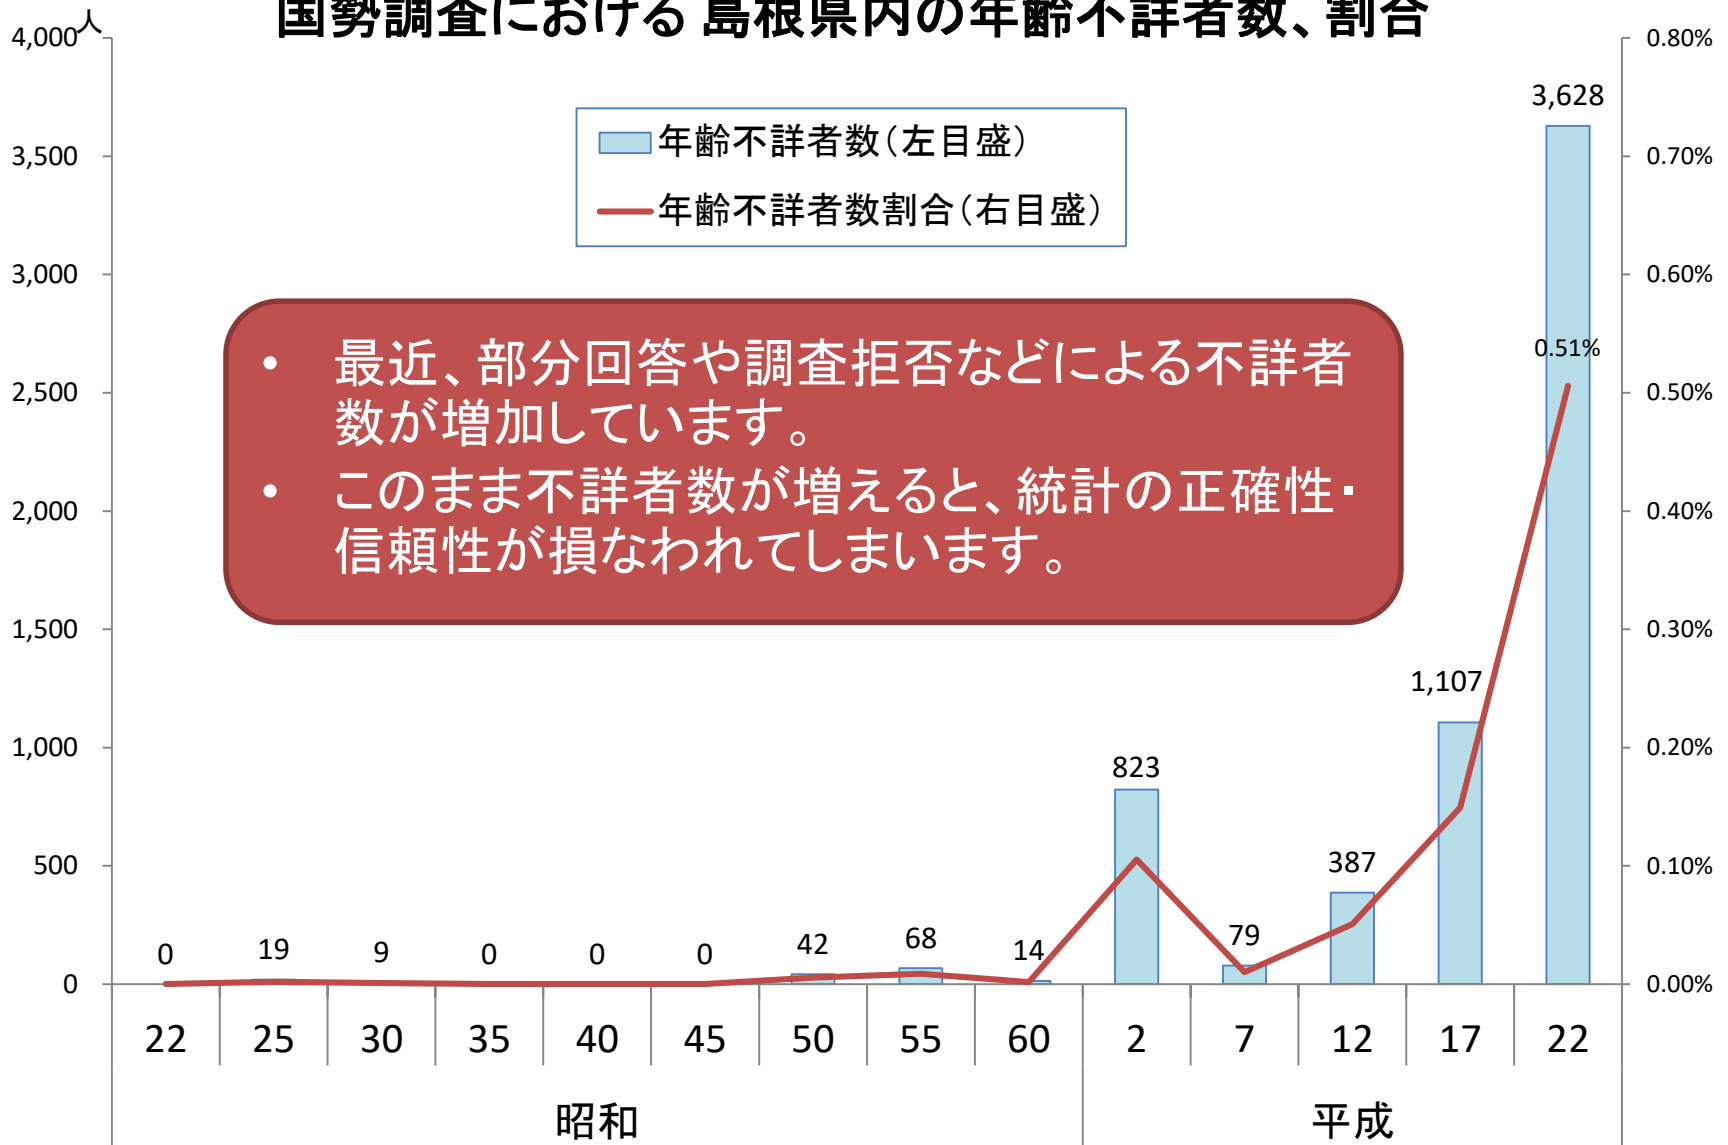 国勢調査における 島根県内の年齢不詳者数、割合
人
4,000
3,500
3,000
2,500
2,000
1,500
1,000
500
0
0.80%
0.70%
0.60%
0.50%
0.40%
0.30%
0.20%
0.10%
0.00%
年齢不詳者数（左目盛）
年齢不詳者数割合（右目盛）
• 最近、部分回答や調査拒否などによる不詳者
数が増加しています。
• このまま不詳者数が増えると、統計の正確性・
信頼性が損なわれてしまいます。
0 19 9 0 0 0 42 68 14 823 79 387 1,107 3,628
0.51%
22 25 30 35 40 45 50 55 60 2 7 12 17 22
昭和 平成